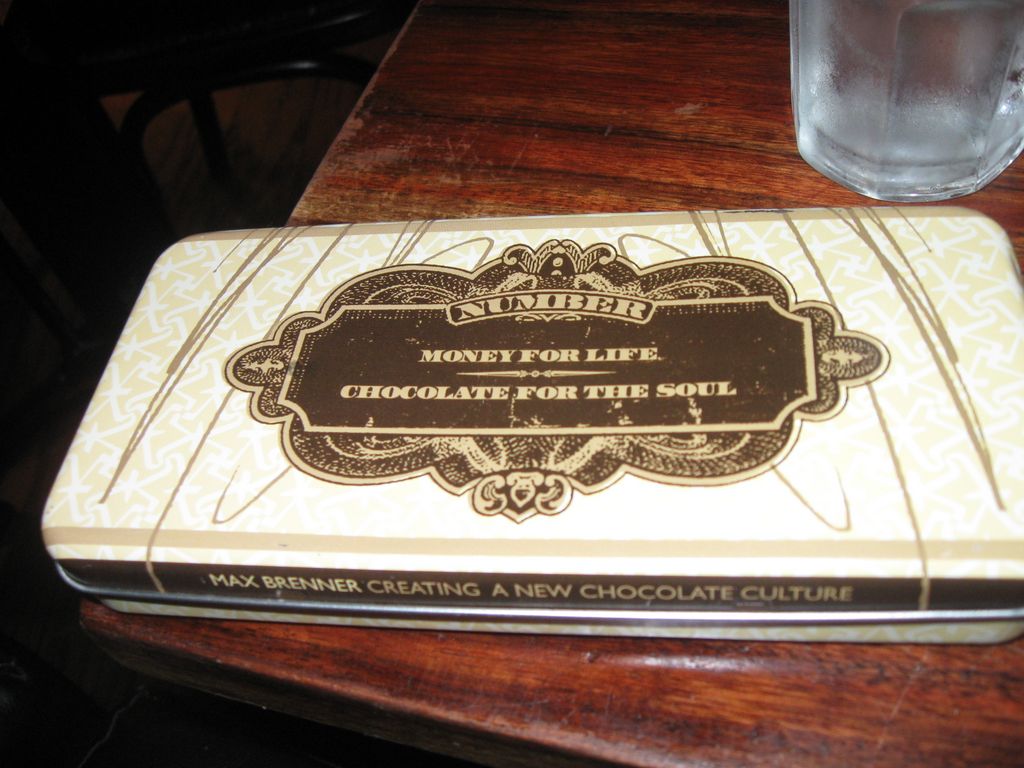 NUMBER
MONEY FOR LIFE
CHOCOLATE FOR THE SOUL
MAX BRENNER CREATING A NEW CHOCOLATE CULTURE